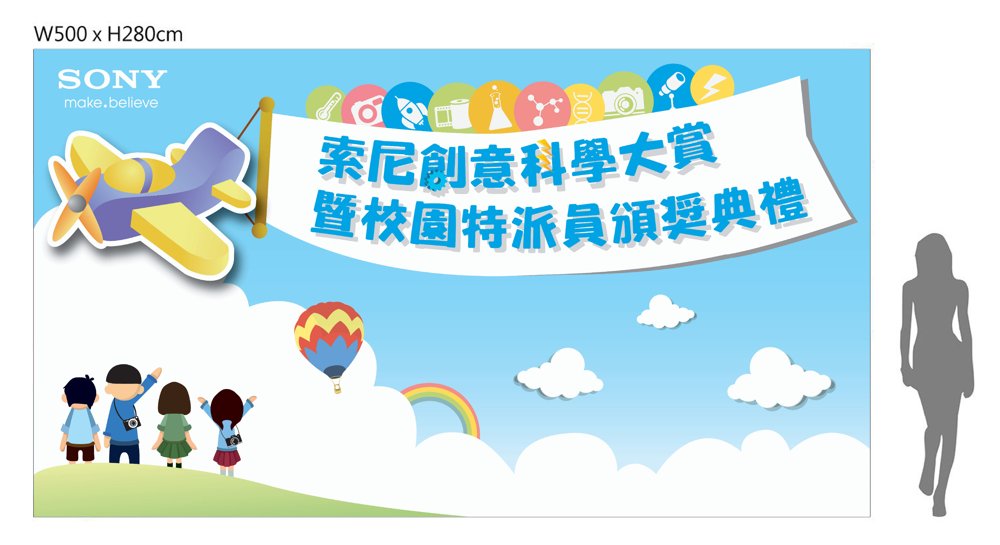 W500 x H280cm
SONY
make.believe
索尼創意科學大賞
暨校園特派員頒奬典禮